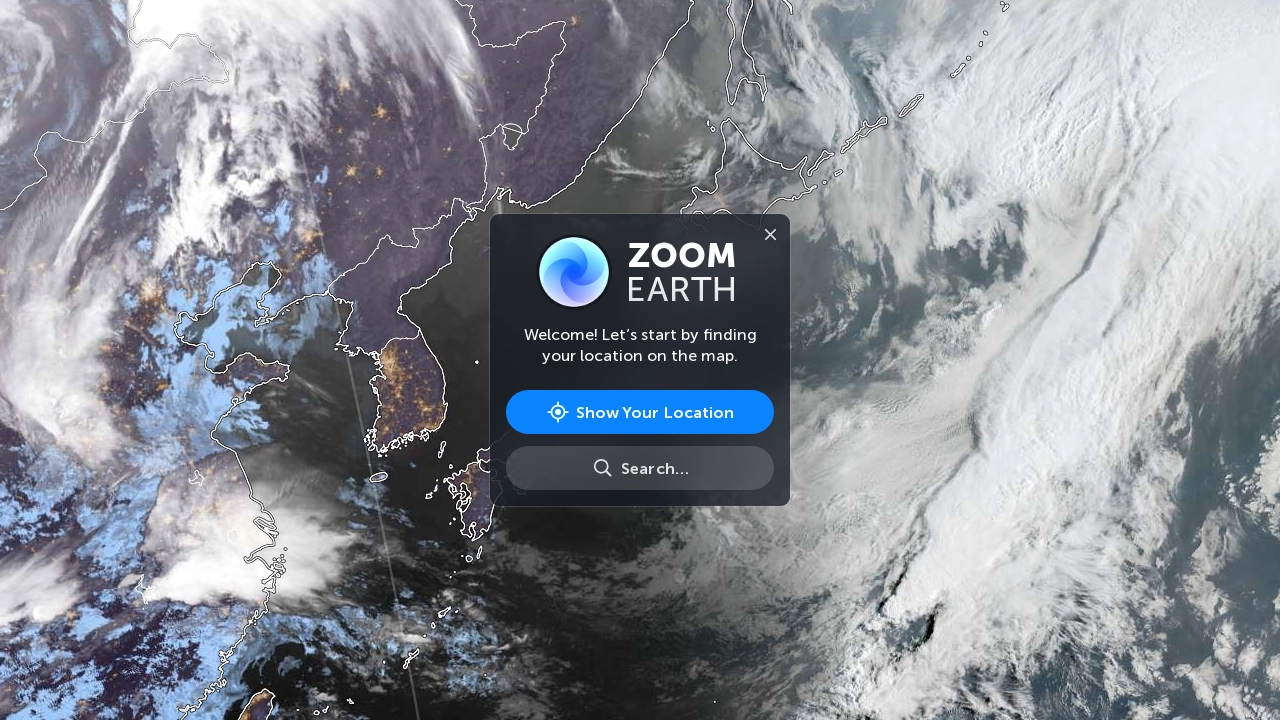 ZOOM
EARTH
Welcome! Let’s start by finding
your location on the map.
Show Your Location
Search...